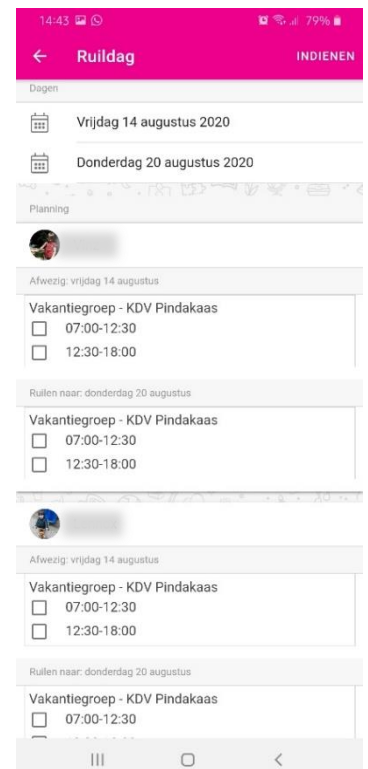 14:43 79%
Ruildag INDIENEN
Dagen
Vrijdag 14 augustus 2020
Donderdag 20 augustus 2020
Planning
Afwezig: vrijdag 14 augustus
Vakantiegroep - KDV Pindakaas
07:00-12:30
12:30-18:00
Ruilen naar: donderdag 20 augustus
Vakantiegroep - KDV Pindakaas
07:00-12:30
12:30-18:00
Afwezig: vrijdag 14 augustus
Vakantiegroep - KDV Pindakaas
07:00-12:30
12:30-18:00
Ruilen naar: donderdag 20 augustus
Vakantiegroep - KDV Pindakaas
07:00-12:30